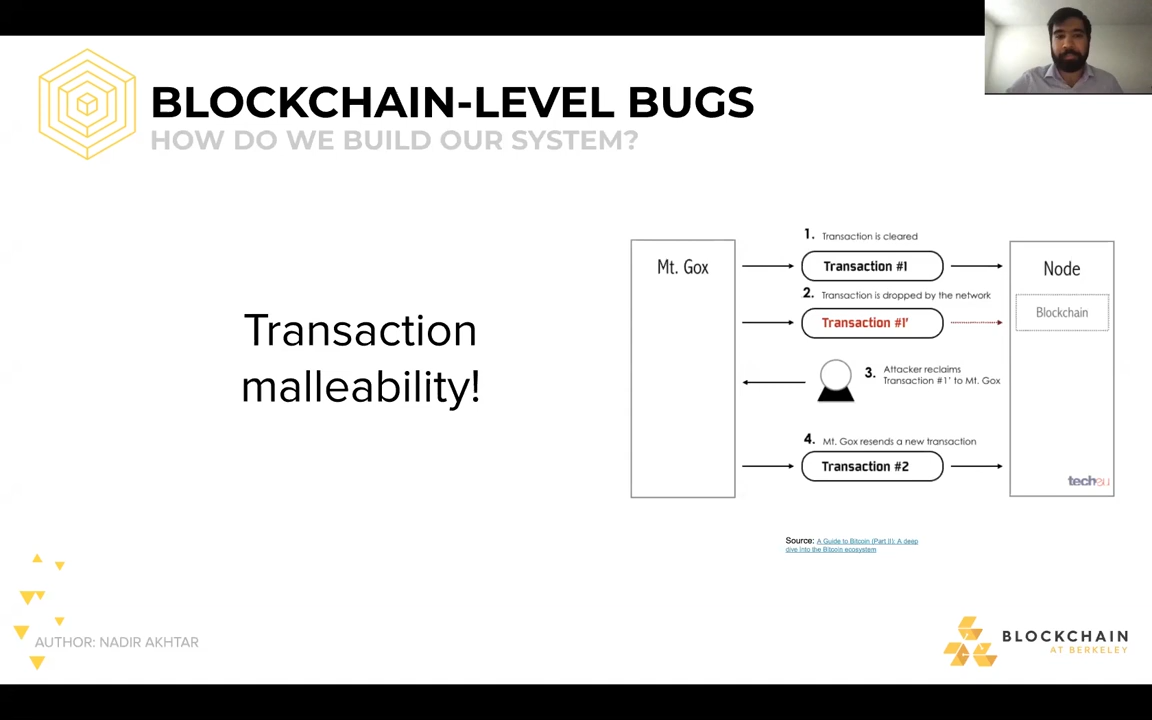 BLOCKCHAIN-LEVEL BUGS
HOW DO WE BUILD OUR SYSTEM?
Transaction
malleability!
Mt. Gox
1. Transaction is cleared
Transaction #1
2. Transaction is dropped by the network
Transaction #1'
3. Attacker reclaims
Transaction #1' to Mt. Gox
4. Mt. Gox resends a new transaction
Transaction #2
Node
Blockchain
tech.eu
Source: A Guide to Bitcoin (Part II): A deep
dive into the Bitcoin ecosystem
AUTHOR: NADIR AKHTAR
BLOCKCHAIN
AT BERKELEY